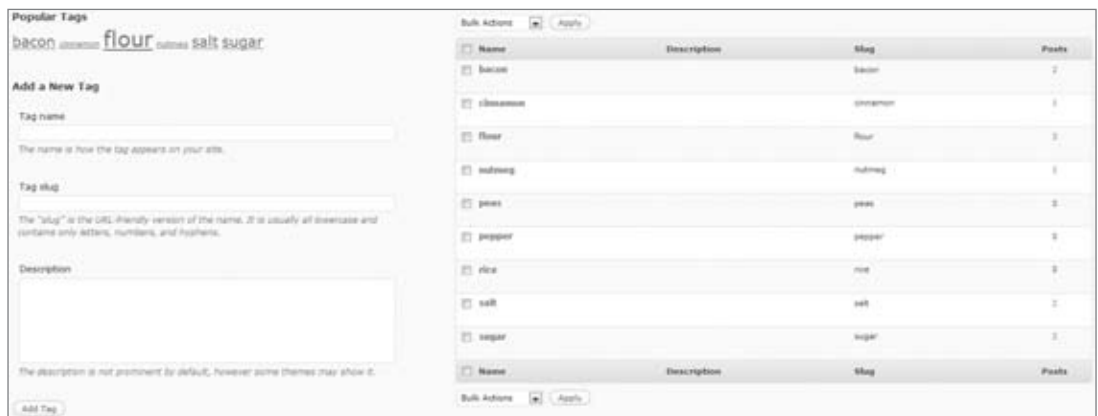 Popular Tags
bacon cinnamon flour nutmeg salt sugar
Add a New Tag
Tag name
The name is how the tag appears on your site.
Tag slug
The "slug" is the URL-friendly version of the name. It is usually all lowercase and
contains only letters, numbers, and hyphens.
Description
The description is not prominent by default, however some themes may show it.
Add Tag
Bulk Actions Apply
Name Description Slug Posts
bacon bacon
cinnamon cinnamon
flour flour
nutmeg nutmeg
peas peas
pepper pepper
rice rice
salt salt
sugar sugar
Name Description Slug Posts
Bulk Actions Apply